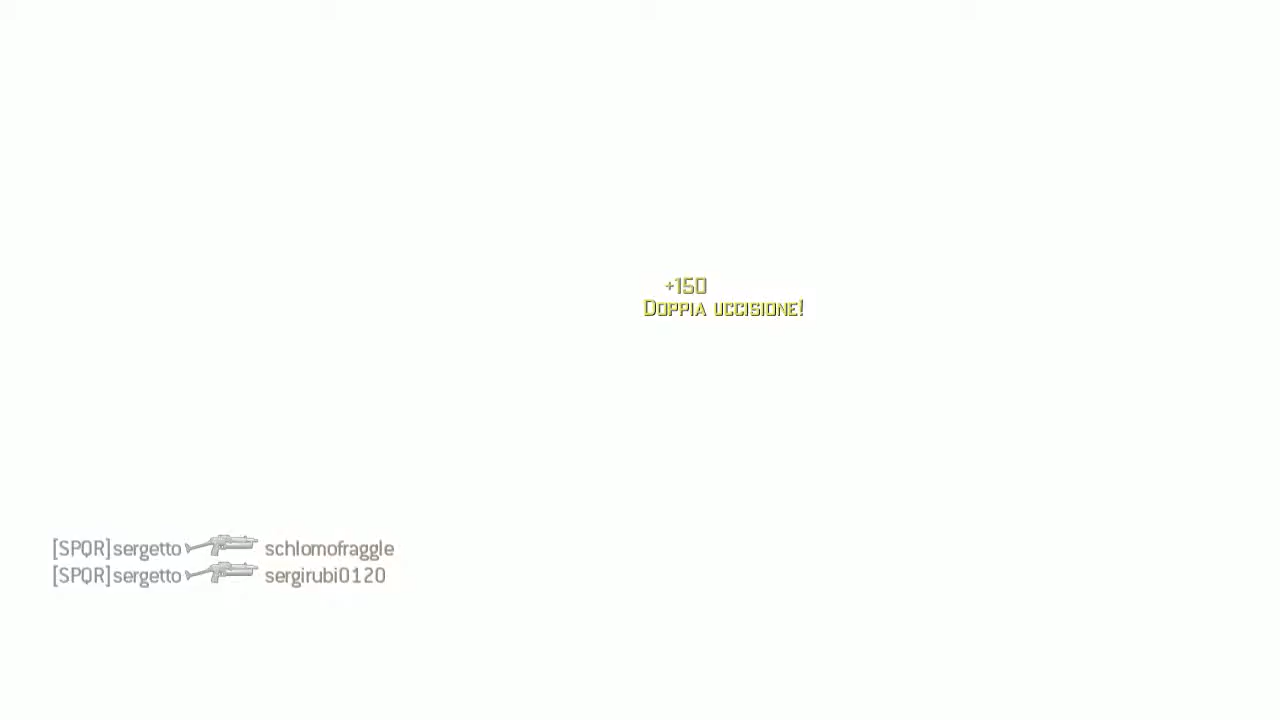 +150
DOPPIA UCCISIONE!
[SPQR]sergetto schlomofraggle
[SPQR]sergetto sergirubi0120